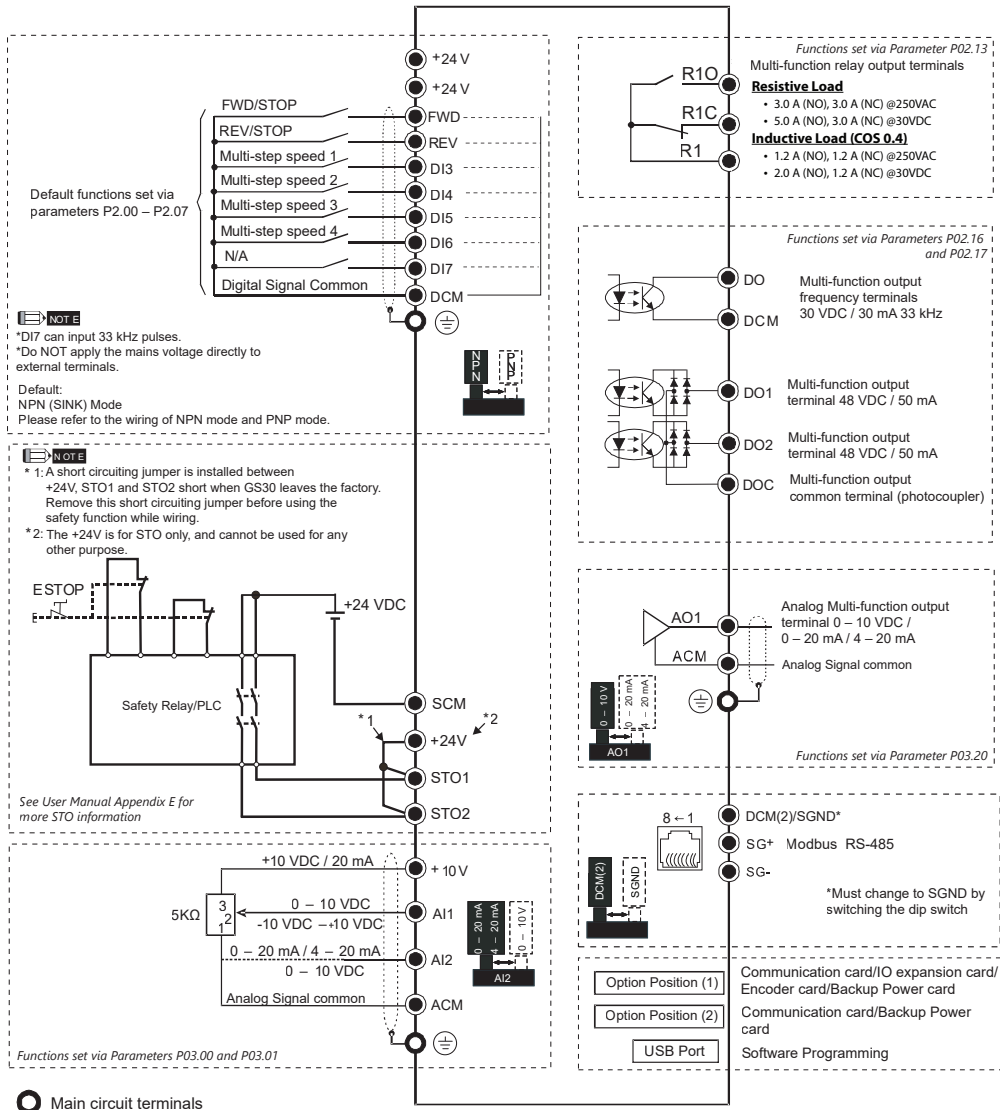 +24 V
+24 V
FWD/STOP
FWD
REV/STOP
REV
Multi-step speed 1
DI3
Multi-step speed 2
DI4
Multi-step speed 3
DI5
Multi-step speed 4
DI6
N/A
DI7
Digital Signal Common
DCM
Default functions set via
parameters P2.00 – P2.07
NOTE
*DI7 can input 33 kHz pulses.
*Do NOT apply the mains voltage directly to
external terminals.
Default:
NPN (SINK) Mode
Please refer to the wiring of NPN mode and PNP mode.
NPN
PNP
NOTE
*1: A short circuiting jumper is installed between
+24V, STO1 and STO2 short when GS30 leaves the factory.
Remove this short circuiting jumper before using the
safety function while wiring.
*2: The +24V is for STO only, and cannot be used for any
other purpose.
ESTOP
+24 VDC
Safety Relay/PLC
SCM
*1
*2
+24V
STO1
STO2
See User Manual Appendix E for
more STO information
+10 VDC / 20 mA
+10V
5KΩ
3
2
1
0 – 10 VDC
-10 VDC –+10 VDC
AI1
0 – 20 mA / 4 – 20 mA
0 – 10 VDC
AI2
Analog Signal common
ACM
0 – 20 mA
4 – 20 mA
0 – 10 V
AI2
Functions set via Parameters P03.00 and P03.01
Main circuit terminals
Functions set via Parameter P02.13
Multi-function relay output terminals
R1O
R1C
R1
Resistive Load
• 3.0 A (NO), 3.0 A (NC) @250VAC
• 5.0 A (NO), 3.0 A (NC) @30VDC
Inductive Load (COS 0.4)
• 1.2 A (NO), 1.2 A (NC) @250VAC
• 2.0 A (NO), 1.2 A (NC) @30VDC
Functions set via Parameters P02.16
and P02.17
DO
DCM
Multi-function output
frequency terminals
30 VDC / 30 mA 33 kHz
DO1
Multi-function output
terminal 48 VDC / 50 mA
DO2
Multi-function output
terminal 48 VDC / 50 mA
DOC
Multi-function output
common terminal (photocoupler)
AO1
Analog Multi-function output
terminal 0 – 10 VDC /
0 – 20 mA / 4 – 20 mA
ACM
Analog Signal common
0 – 10 V
0 – 20 mA
4 – 20 mA
AO1
Functions set via Parameter P03.20
8 ← 1
DCM(2)/SGND*
SG+
Modbus RS-485
SG-
DCM(2)
SGND
*Must change to SGND by
switching the dip switch
Option Position (1)
Communication card/IO expansion card/
Encoder card/Backup Power card
Option Position (2)
Communication card/Backup Power
card
USB Port
Software Programming